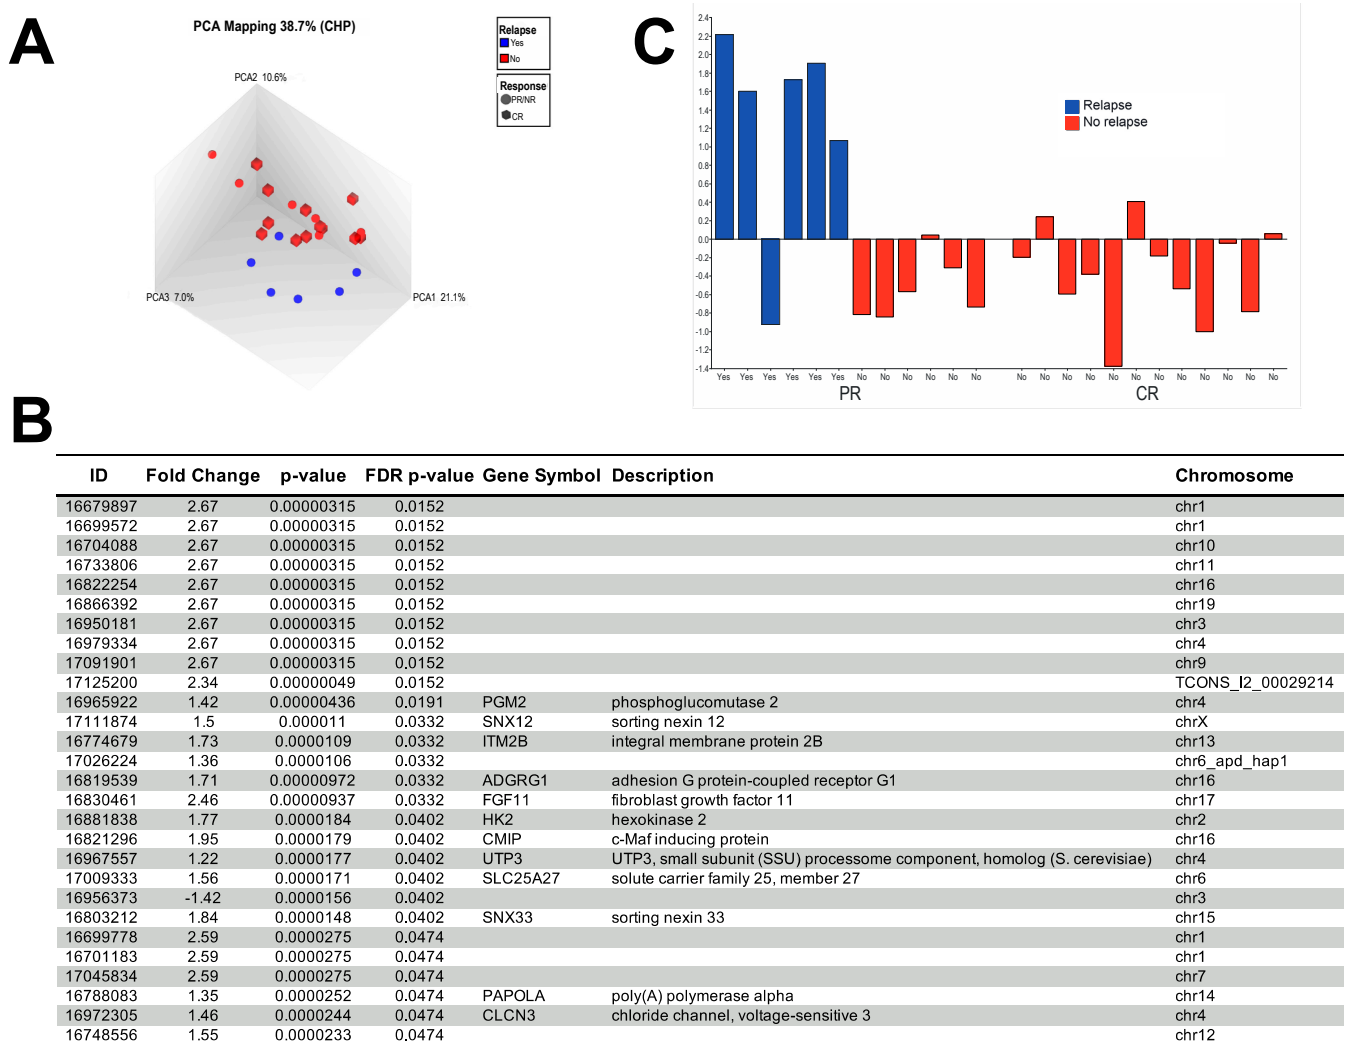 A
PCA Mapping 38.7% (CHP)
Relapse
Yes
No
Response
PR/NR
CR
PCA2 10.6%
PCA3 7.0%
PCA1 21.1%
C
2.4
2.2
2.0
1.8
1.6
1.4
1.2
1.0
0.8
0.6
0.4
0.2
0.0
-0.2
-0.4
-0.6
-0.8
-1.0
-1.2
-1.4
Relapse
No relapse
Yes Yes Yes Yes Yes Yes No No No No No No No No No No No No No No No No No No
PR CR
B
ID Fold Change p-value FDR p-value Gene Symbol Description Chromosome
16679897 2.67 0.00000315 0.0152 chr1
16699572 2.67 0.00000315 0.0152 chr1
16704088 2.67 0.00000315 0.0152 chr10
16733806 2.67 0.00000315 0.0152 chr11
16822254 2.67 0.00000315 0.0152 chr16
16866392 2.67 0.00000315 0.0152 chr19
16950181 2.67 0.00000315 0.0152 chr3
16979334 2.67 0.00000315 0.0152 chr4
17091901 2.67 0.00000315 0.0152 chr9
17125200 2.34 0.00000049 0.0152 TCONS_l2_00029214
16965922 1.42 0.00000436 0.0191 PGM2 phosphoglucomutase 2 chr4
17111874 1.5 0.000011 0.0332 SNX12 sorting nexin 12 chrX
16774679 1.73 0.0000109 0.0332 ITM2B integral membrane protein 2B chr13
17026224 1.36 0.0000106 0.0332 chr6_apd_hap1
16819539 1.71 0.00000972 0.0332 ADGRG1 adhesion G protein-coupled receptor G1 chr16
16830461 2.46 0.00000937 0.0332 FGF11 fibroblast growth factor 11 chr17
16881838 1.77 0.0000184 0.0402 HK2 hexokinase 2 chr2
16821296 1.95 0.0000179 0.0402 CMIP c-Maf inducing protein chr16
16967557 1.22 0.0000177 0.0402 UTP3 UTP3, small subunit (SSU) processome component, homolog (S. cerevisiae) chr4
17009333 1.56 0.0000171 0.0402 SLC25A27 solute carrier family 25, member 27 chr6
16956373 -1.42 0.0000156 0.0402 chr3
16803212 1.84 0.0000148 0.0402 SNX33 sorting nexin 33 chr15
16699778 2.59 0.0000275 0.0474 chr1
16701183 2.59 0.0000275 0.0474 chr1
17045834 2.59 0.0000275 0.0474 chr7
16788083 1.35 0.0000252 0.0474 PAPOLA poly(A) polymerase alpha chr14
16972305 1.46 0.0000244 0.0474 CLCN3 chloride channel, voltage-sensitive 3 chr4
16748556 1.55 0.0000233 0.0474 chr12